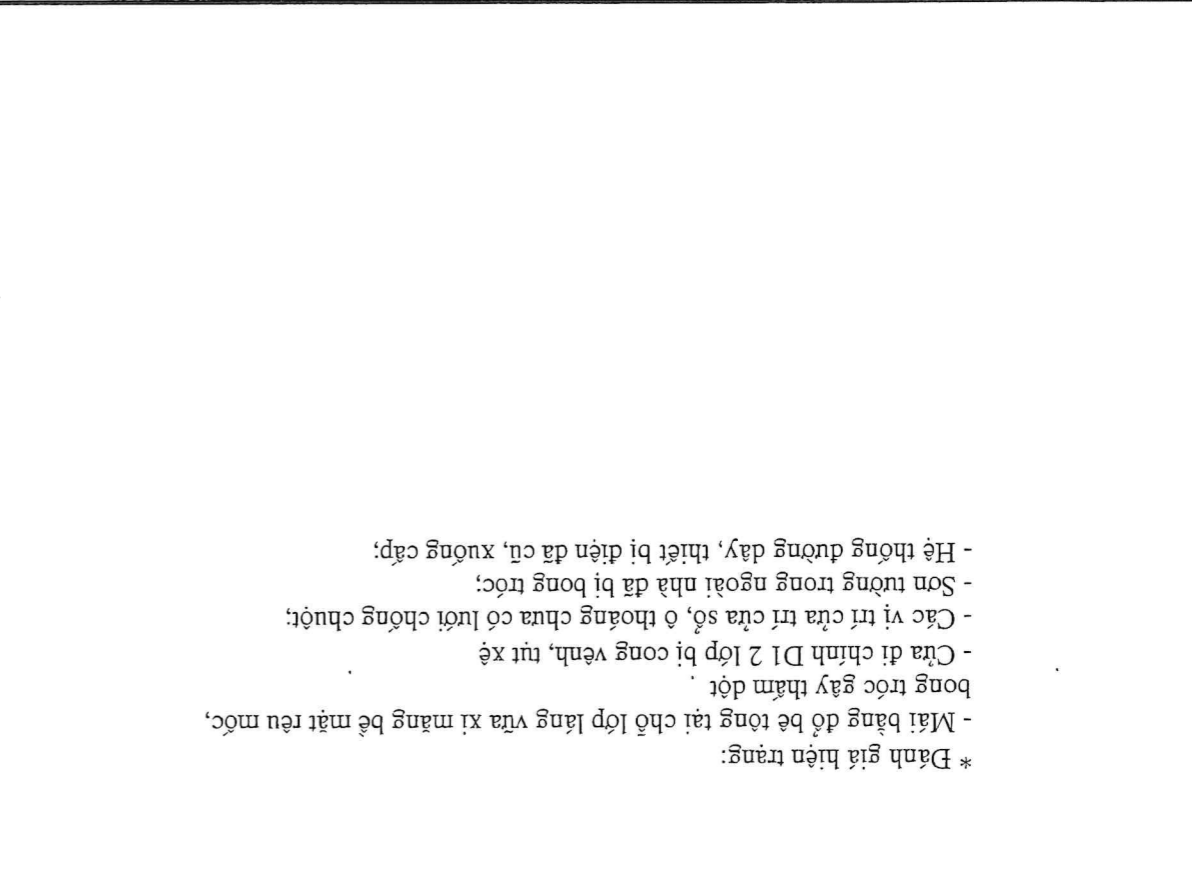 * Đánh giá hiện trạng:
- Mái bằng đổ bê tông tại chỗ lớp láng vữa xi măng bề mặt rêu mốc,
bong tróc gây thấm dột
- Cửa đi chính D1 2 lớp bị cong vênh, tụt xệ
- Các vị trí cửa trí cửa sổ, ô thoáng chưa có lưới chống chuột;
- Sơn tường trong ngoài nhà đã bị bong tróc;
- Hệ thống đường dây, thiết bị điện đã cũ, xuống cấp;